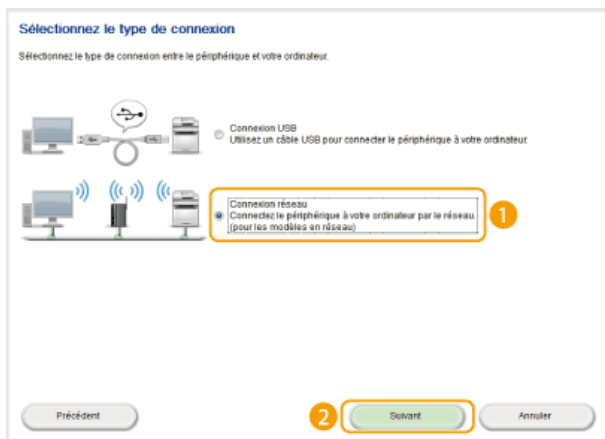 Sélectionnez le type de connexion
Sélectionnez le type de connexion entre le périphérique et votre ordinateur.
Connexion USB
Utilisez un câble USB pour connecter le périphérique à votre ordinateur.
Connexion réseau
Connectez le périphérique à votre ordinateur par le réseau.
(pour les modèles en réseau)
1
Précédent
2
Suivant
Annuler